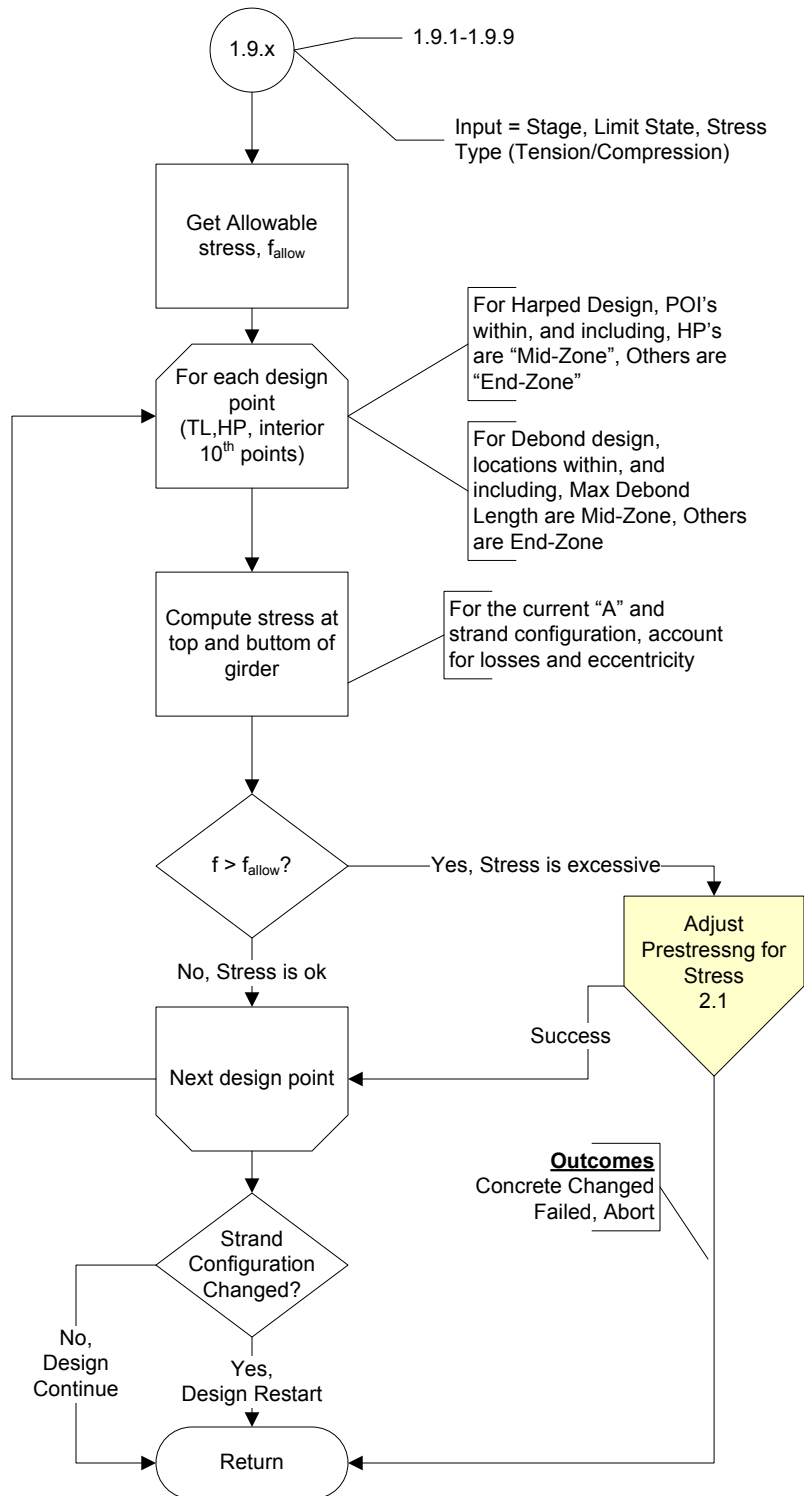 1.9.x
1.9.1-1.9.9
Input = Stage, Limit State, Stress
Type (Tension/Compression)
Get Allowable
stress, fallow
For each design
point
(TL,HP, interior
10th points)
For Harped Design, POI’s
within, and including, HP’s
are “Mid-Zone”, Others are
“End-Zone”
For Debond design,
locations within, and
including, Max Debond
Length are Mid-Zone, Others
are End-Zone
Compute stress at
top and buttom of
girder
For the current “A” and
strand configuration, account
for losses and eccentricity
f > fallow?
Yes, Stress is excessive
Adjust
Prestressng for
Stress
2.1
No, Stress is ok
Success
Next design point
Outcomes
Concrete Changed
Failed, Abort
Strand
Configuration
Changed?
No,
Design
Continue
Yes,
Design Restart
Return